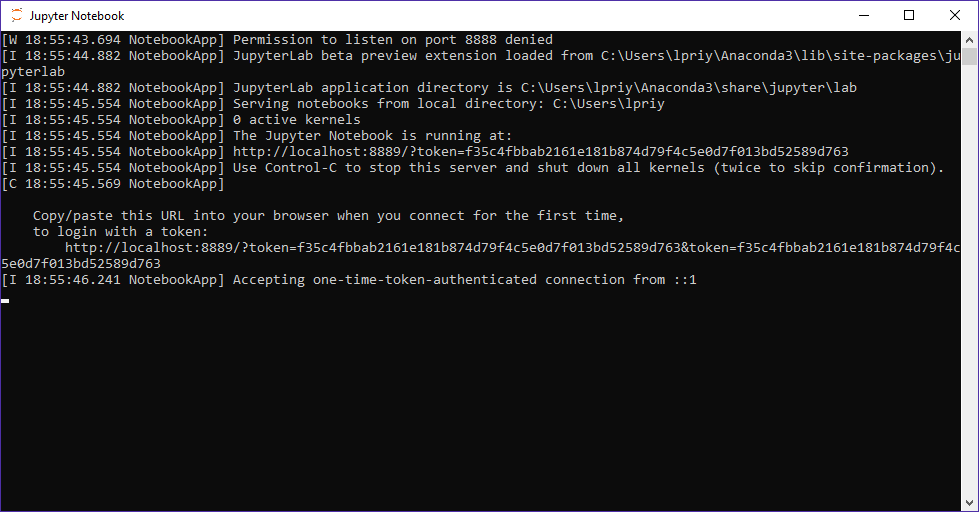 Jupyter Notebook
[W 18:55:43.694 NotebookApp] Permission to listen on port 8888 denied
[I 18:55:44.882 NotebookApp] JupyterLab beta preview extension loaded from C:\Users\lpriy\Anaconda3\lib\site-packages\ju
pyterlab
[I 18:55:44.882 NotebookApp] JupyterLab application directory is C:\Users\lpriy\Anaconda3\share\jupyter\lab
[I 18:55:45.554 NotebookApp] Serving notebooks from local directory: C:\Users\lpriy
[I 18:55:45.554 NotebookApp] 0 active kernels
[I 18:55:45.554 NotebookApp] The Jupyter Notebook is running at:
[I 18:55:45.554 NotebookApp] http://localhost:8889/?token=f35c4fbbab2161e181b874d79f4c5e0d7f013bd52589d763
[I 18:55:45.554 NotebookApp] Use Control-C to stop this server and shut down all kernels (twice to skip confirmation).
[C 18:55:45.569 NotebookApp]
Copy/paste this URL into your browser when you connect for the first time,
to login with a token:
http://localhost:8889/?token=f35c4fbbab2161e181b874d79f4c5e0d7f013bd52589d763&token=f35c4fbbab2161e181b874d79f4c
5e0d7f013bd52589d763
[I 18:55:46.241 NotebookApp] Accepting one-time-token-authenticated connection from ::1